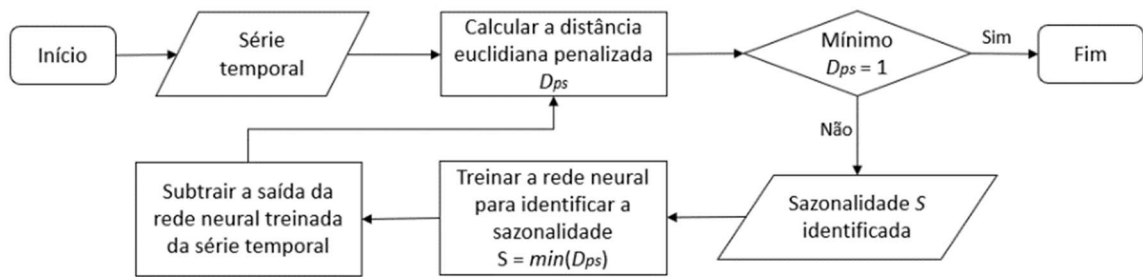 Início
Série
temporal
Calcular a distância
euclidiana penalizada
Dps
Mínimo
Dps = 1
Sim
Fim
Não
Sazonalidade S
identificada
Treinar a rede neural
para identificar a
sazonalidade
S = min(Dps)
Subtrair a saída da
rede neural treinada
da série temporal